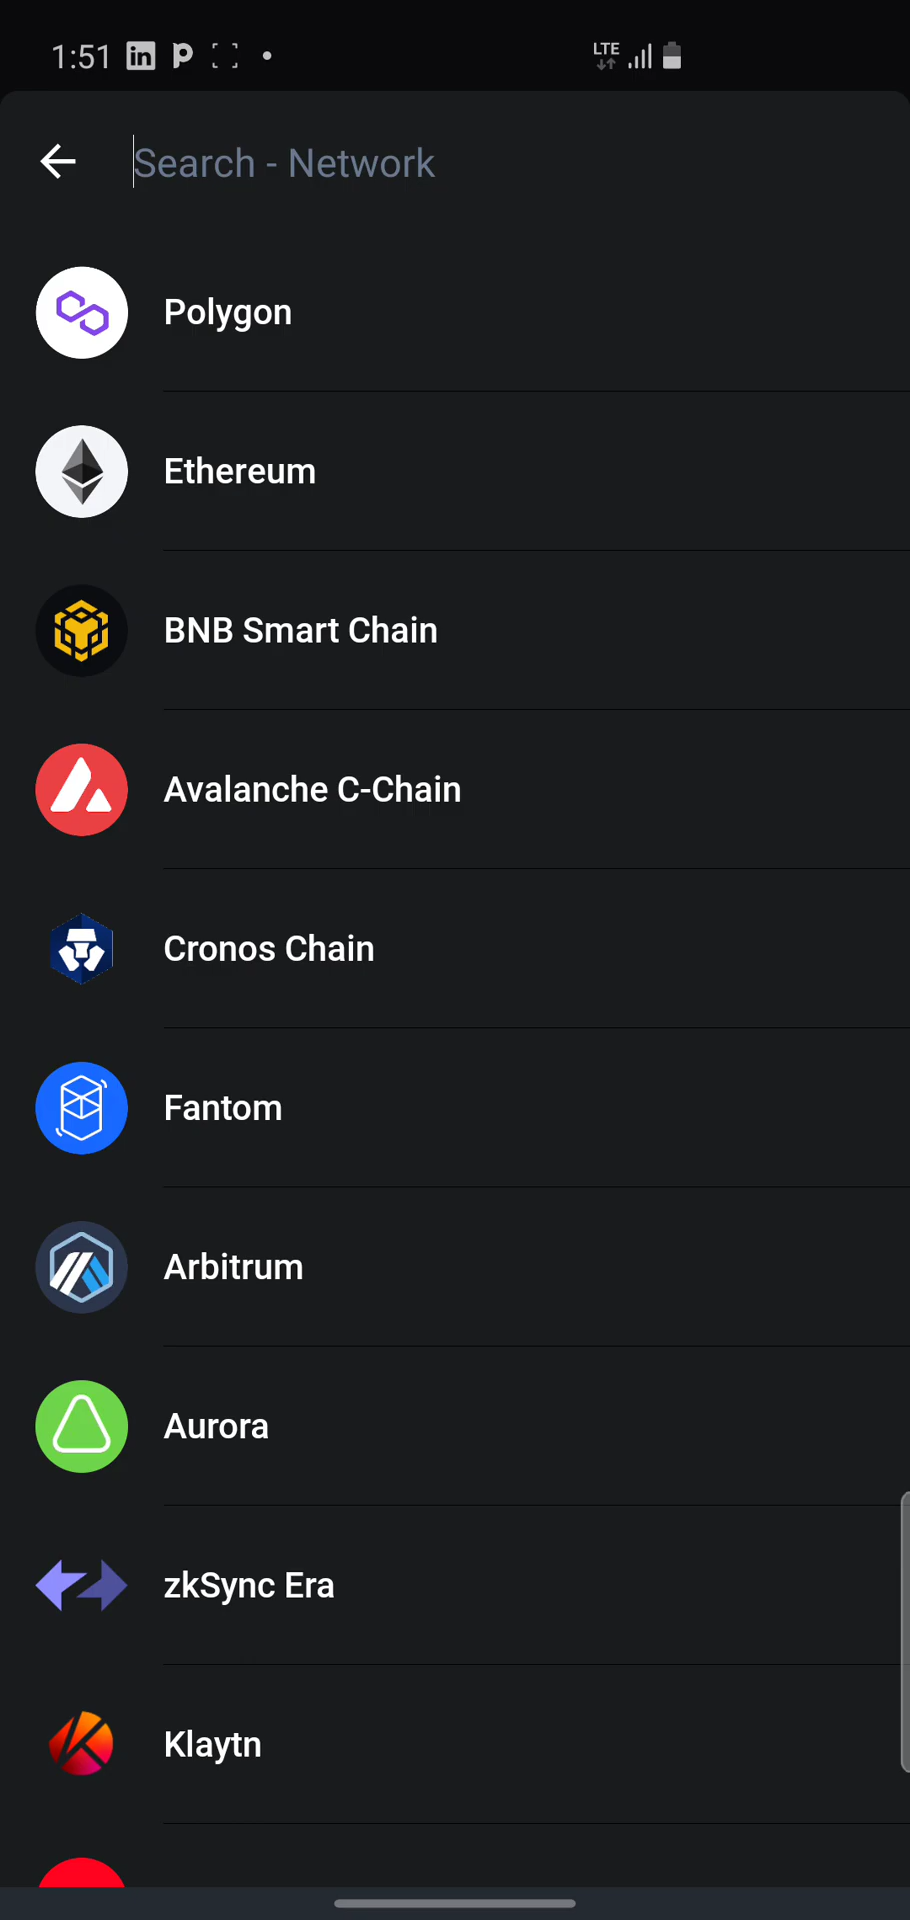 1:51 LTE
Search - Network
Polygon
Ethereum
BNB Smart Chain
Avalanche C-Chain
Cronos Chain
Fantom
Arbitrum
Aurora
zkSync Era
Klaytn